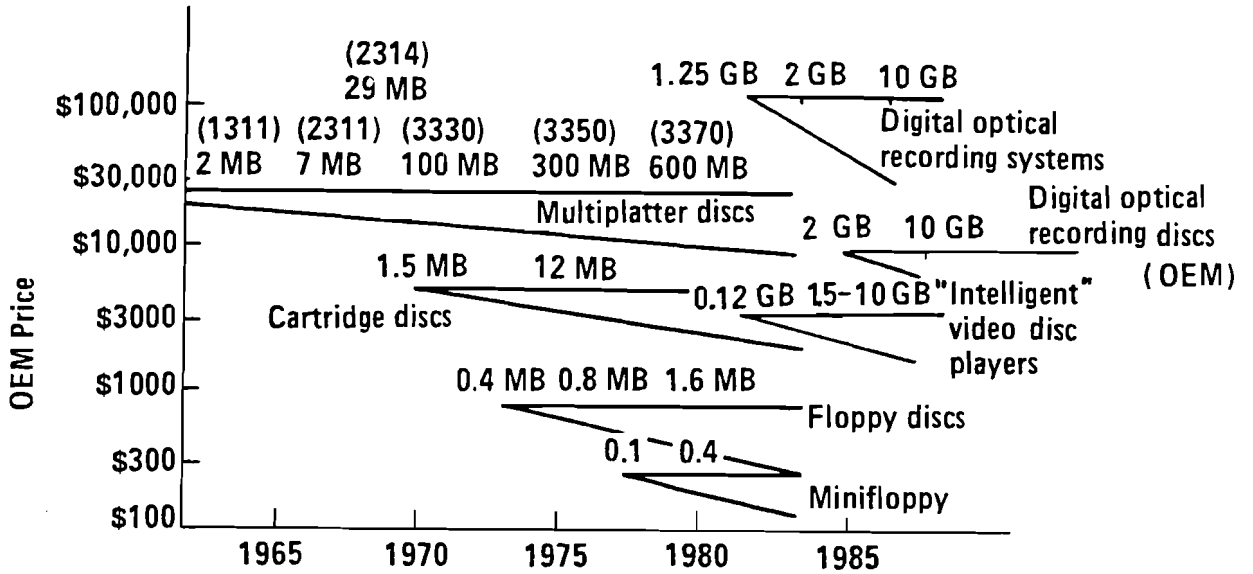 (2314)
29 MB
1.25 GB 2 GB 10 GB
$100,000
Digital optical
recording systems
(1311) (2311) (3330) (3350) (3370)
2 MB 7 MB 100 MB 300 MB 600 MB
$30,000
Multiplatter discs
Digital optical
recording discs
(OEM)
2 GB 10 GB
$10,000
1.5 MB 12 MB
Cartridge discs
0.12 GB 1.5-10 GB
"Intelligent"
video disc
players
$3000
OEM Price
$1000
0.4 MB 0.8 MB 1.6 MB
Floppy discs
0.1 0.4
$300
Minifloppy
$100
1965 1970 1975 1980 1985